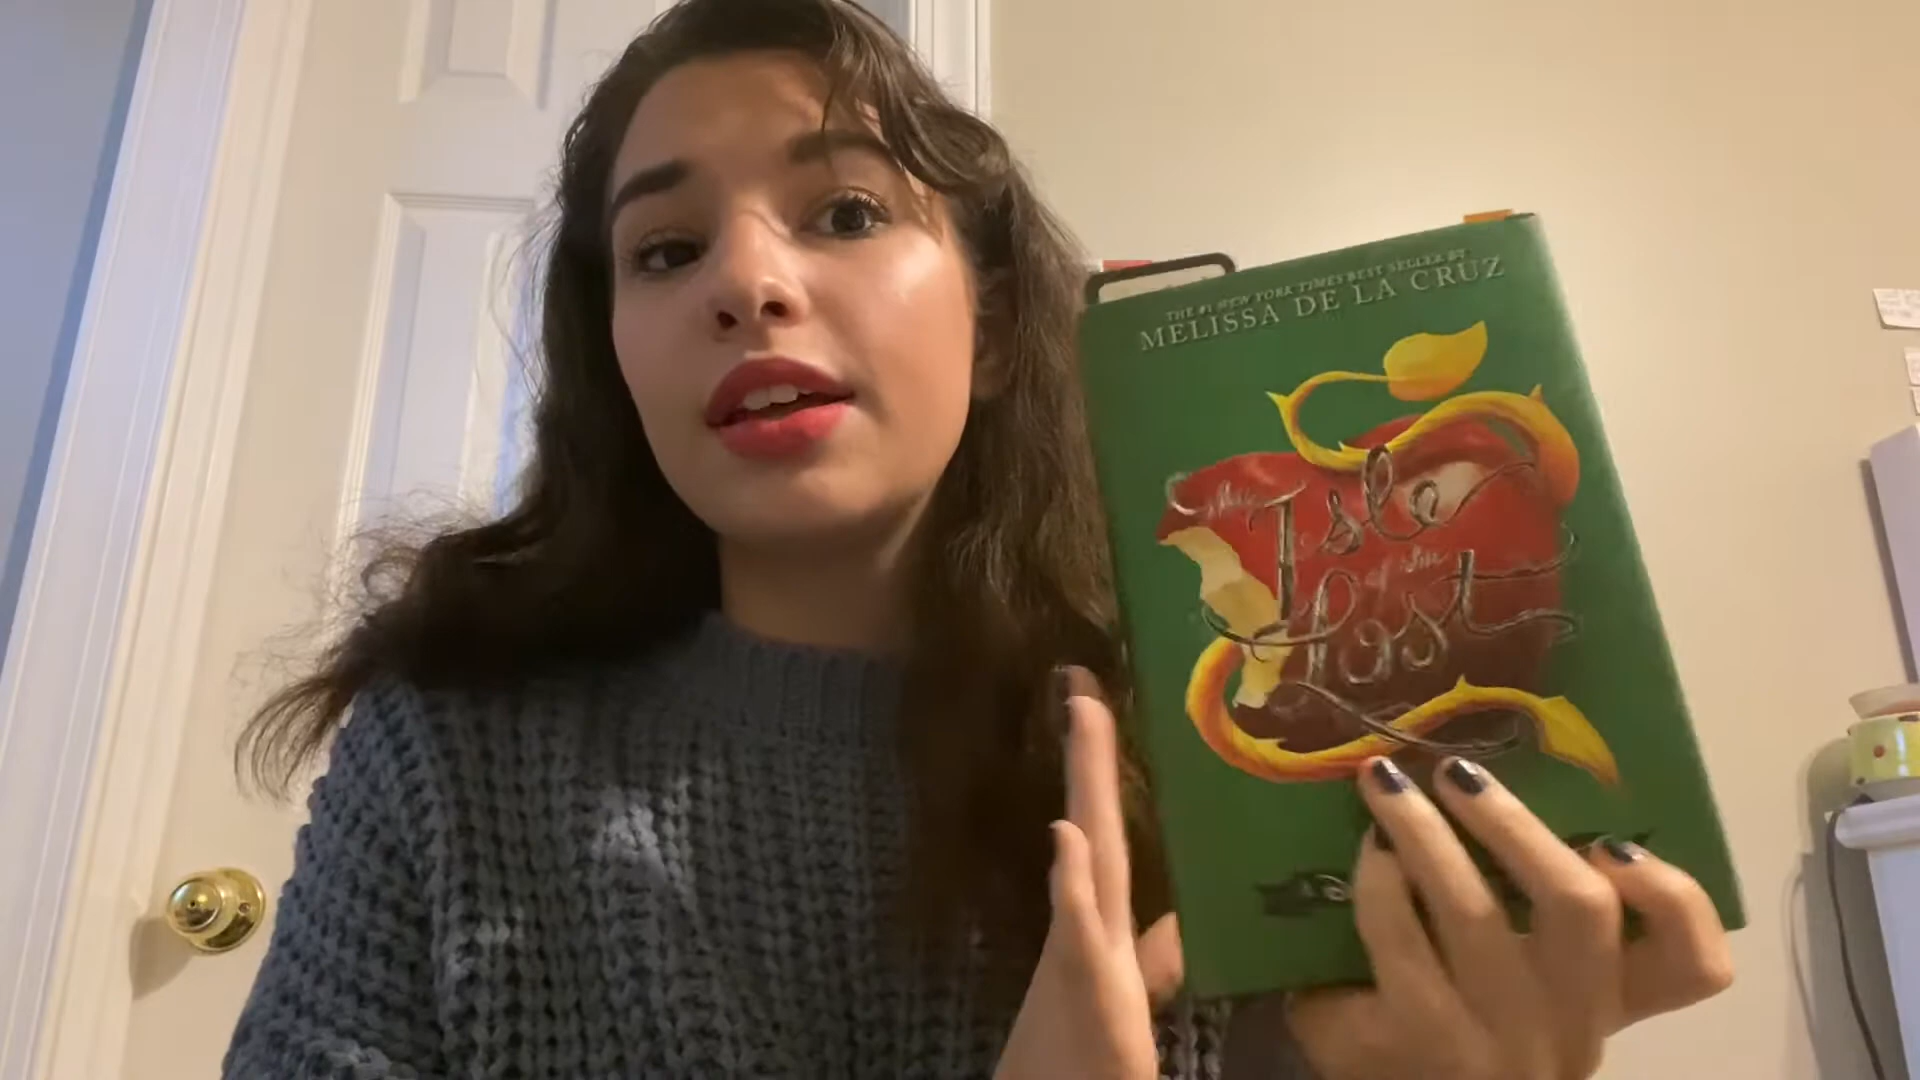 THE #1 NEW YORK TIMES BEST SELLER BY
MELISSA DE LA CRUZ
The
Isle
of the
Lost